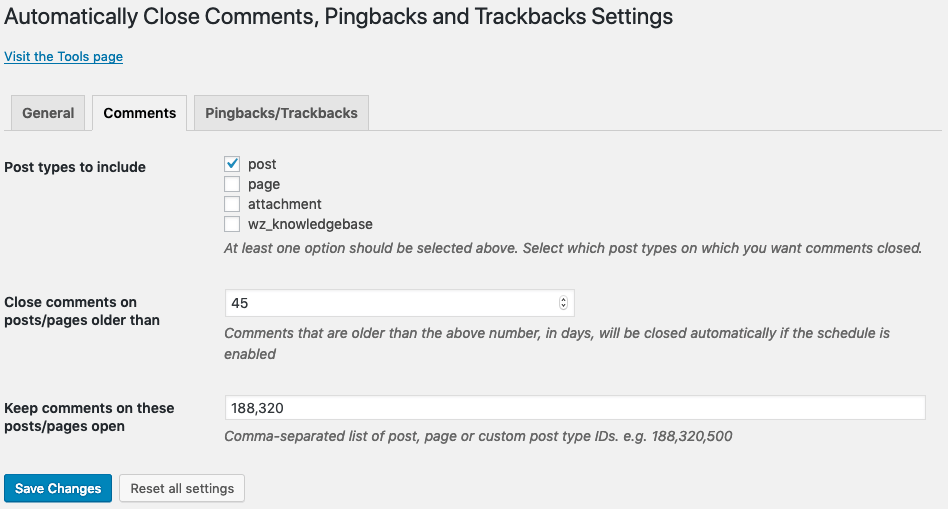 Automatically Close Comments, Pingbacks and Trackbacks Settings
Visit the Tools page
General Comments Pingbacks/Trackbacks
Post types to include
post
page
attachment
wz_knowledgebase
At least one option should be selected above. Select which post types on which you want comments closed.
Close comments on
posts/pages older than
45
Comments that are older than the above number, in days, will be closed automatically if the schedule is
enabled
Keep comments on these
posts/pages open
188,320
Comma-separated list of post, page or custom post type IDs. e.g. 188,320,500
Save Changes Reset all settings